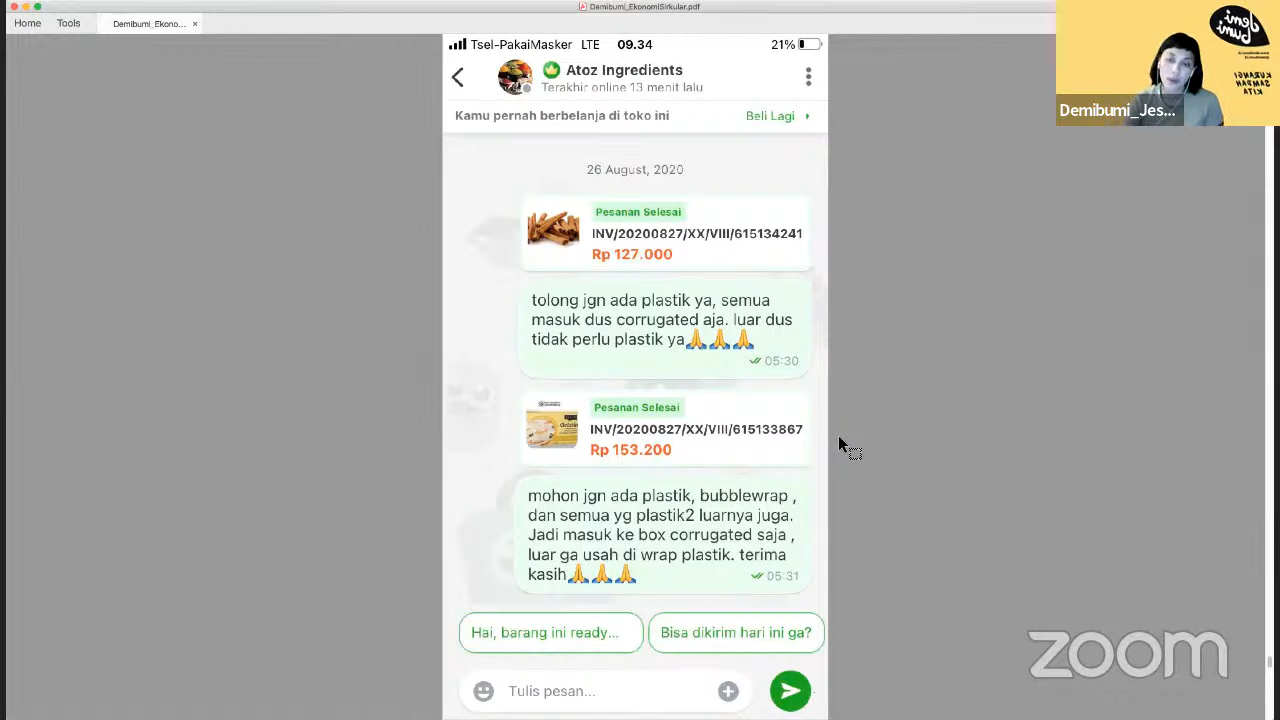 Demibumi_EkonomiSirkular.pdf
Home Tools Demibumi_Ekono... ×
Tsel-PakaiMasker LTE 09.34 21%
Atoz Ingredients
Terakhir online 13 menit lalu
Kamu pernah berbelanja di toko ini Beli Lagi
26 August, 2020
Pesanan Selesai
INV/20200827/XX/VIII/615134241
Rp 127.000
tolong jgn ada plastik ya, semua
masuk dus corrugated aja. luar dus
tidak perlu plastik ya🙏🙏🙏
05:30
Pesanan Selesai
INV/20200827/XX/VIII/615133867
Rp 153.200
mohon jgn ada plastik, bubblewrap ,
dan semua yg plastik2 luarnya juga.
Jadi masuk ke box corrugated saja ,
luar ga usah di wrap plastik. terima
kasih🙏🙏🙏
05:31
Hai, barang ini ready... Bisa dikirim hari ini ga?
Tulis pesan...
demi
bumi
KURANGI
SAMPAH
KITA
Demibumi_Jes...
zoom